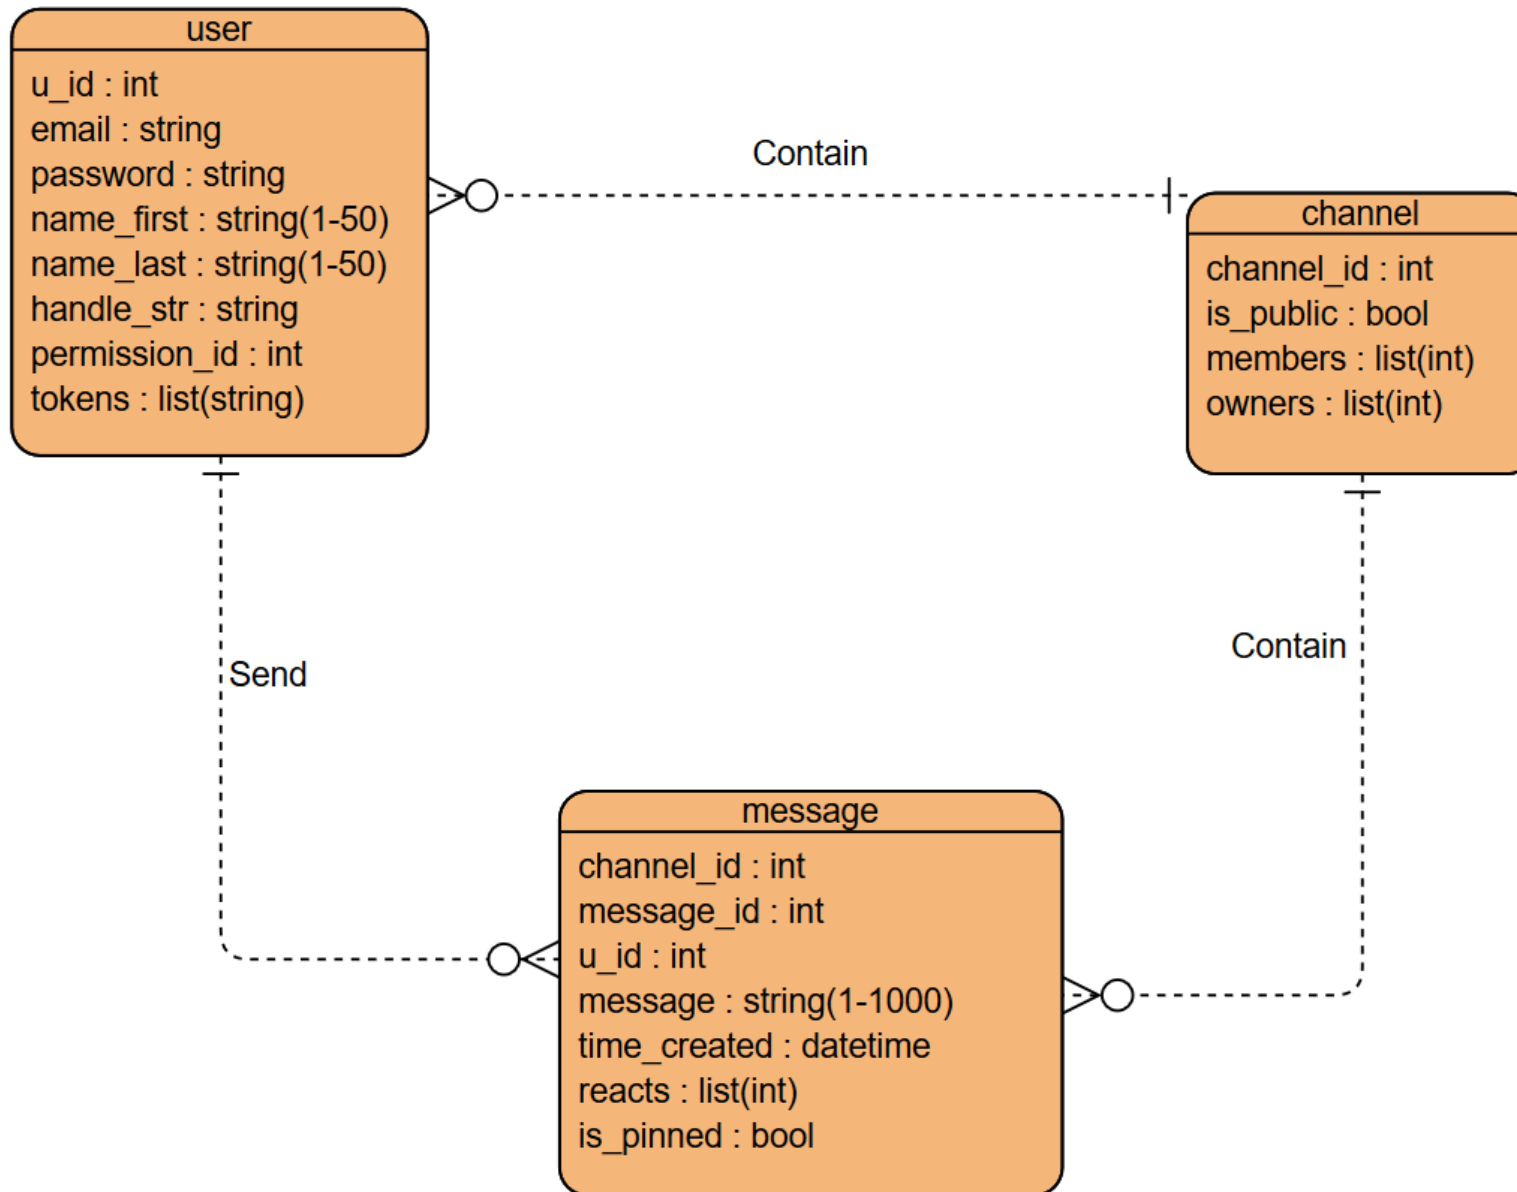 user
u_id : int
email : string
password : string
name_first : string(1-50)
name_last : string(1-50)
handle_str : string
permission_id : int
tokens : list(string)
Contain
channel
channel_id : int
is_public : bool
members : list(int)
owners : list(int)
Send
Contain
message
channel_id : int
message_id : int
u_id : int
message : string(1-1000)
time_created : datetime
reacts : list(int)
is_pinned : bool